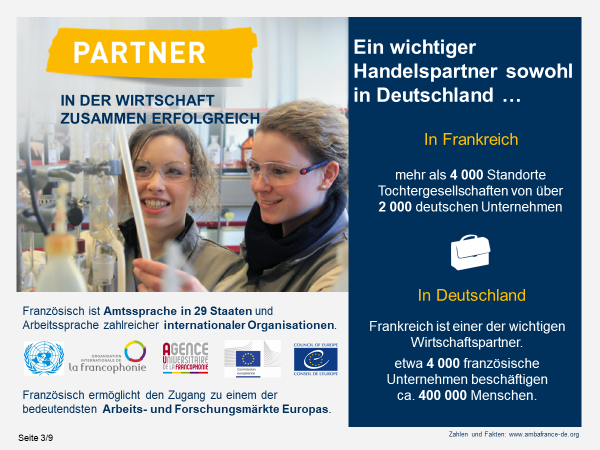 PARTNER
IN DER WIRTSCHAFT
ZUSAMMEN ERFOLGREICH
Französisch ist Amtssprache in 29 Staaten und
Arbeitssprache zahlreicher internationaler Organisationen.
ORGANISATION
INTERNATIONALE DE
la francophonie
AGENCE
UNIVERSITAIRE
DE LA FRANCOPHONIE
Commission
européenne
COUNCIL OF EUROPE
CONSEIL DE L'EUROPE
Französisch ermöglicht den Zugang zu einem der
bedeutendsten Arbeits- und Forschungsmärkte Europas.
Seite 3/9
Ein wichtiger
Handelspartner sowohl
in Deutschland ...
In Frankreich
mehr als 4 000 Standorte
Tochtergesellschaften von über
2 000 deutschen Unternehmen
In Deutschland
Frankreich ist einer der wichtigen
Wirtschaftspartner.
etwa 4 000 französische
Unternehmen beschäftigen
ca. 400 000 Menschen.
Zahlen und Fakten: www.ambafrance-de.org